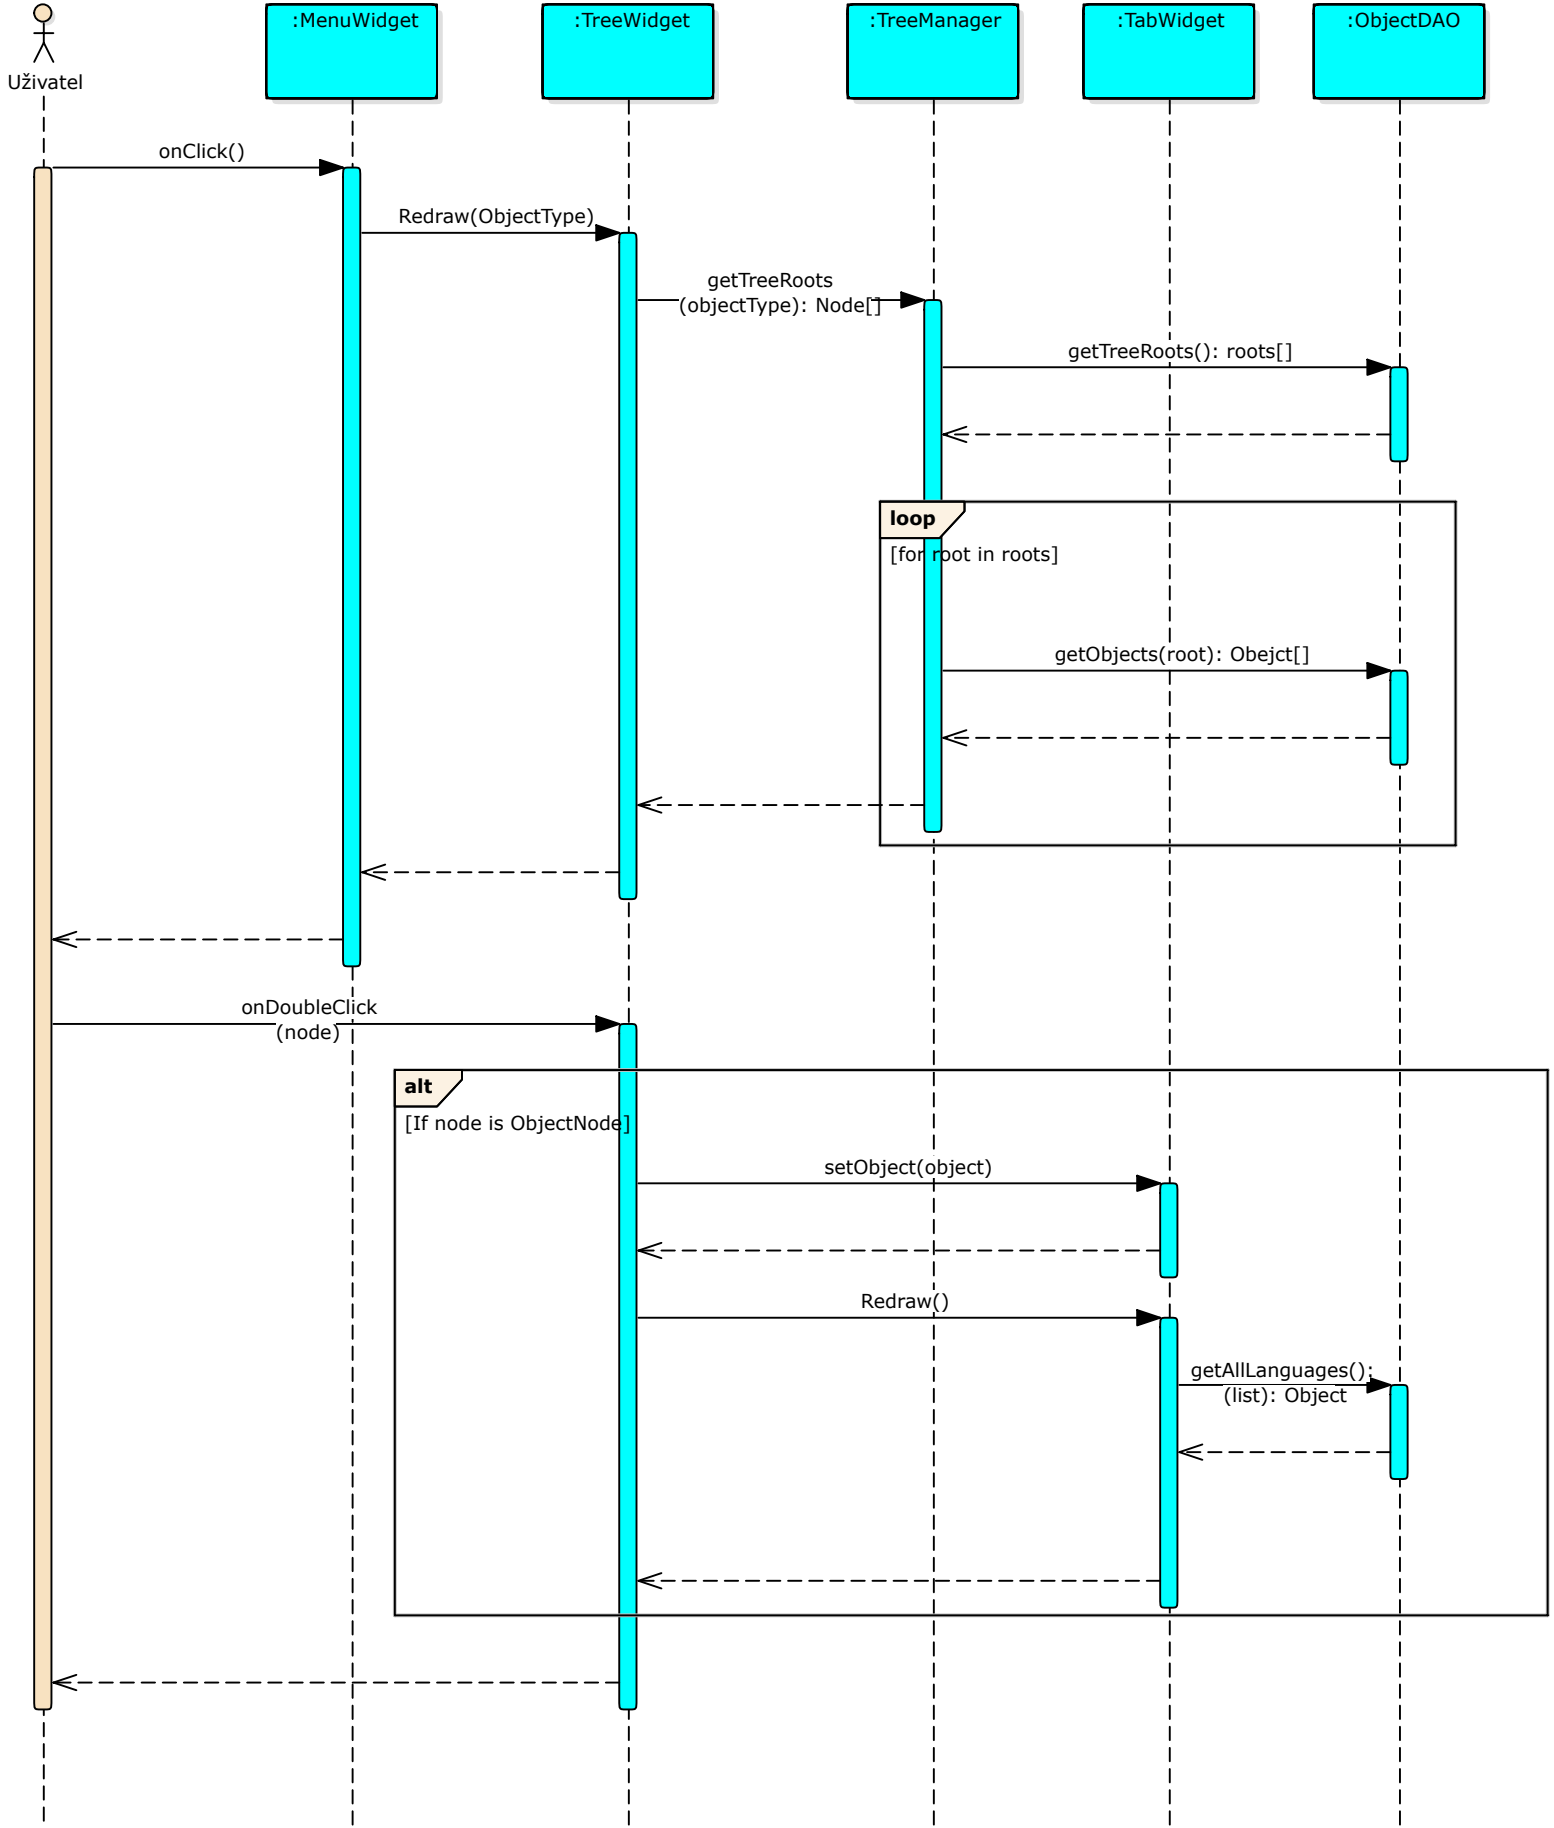 Uživatel
:MenuWidget
:TreeWidget
:TreeManager
:TabWidget
:ObjectDAO
onClick()
Redraw(ObjectType)
getTreeRoots
(objectType): Node[]
getTreeRoots(): roots[]
loop
[for root in roots]
getObjects(root): Obejct[]
onDoubleClick
(node)
alt
[If node is ObjectNode]
setObject(object)
Redraw()
getAllLanguages():
(list): Object